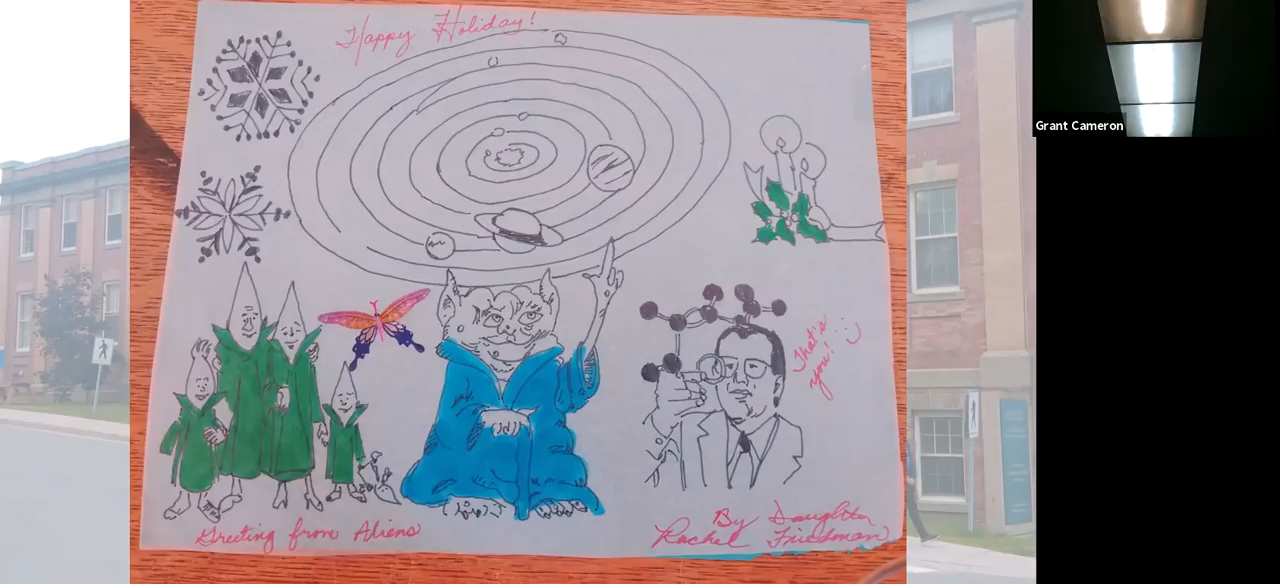 Happy Holiday!
Grant Cameron
That's
you!
Greeting from Aliens
By Daughter
Rachel Friedman